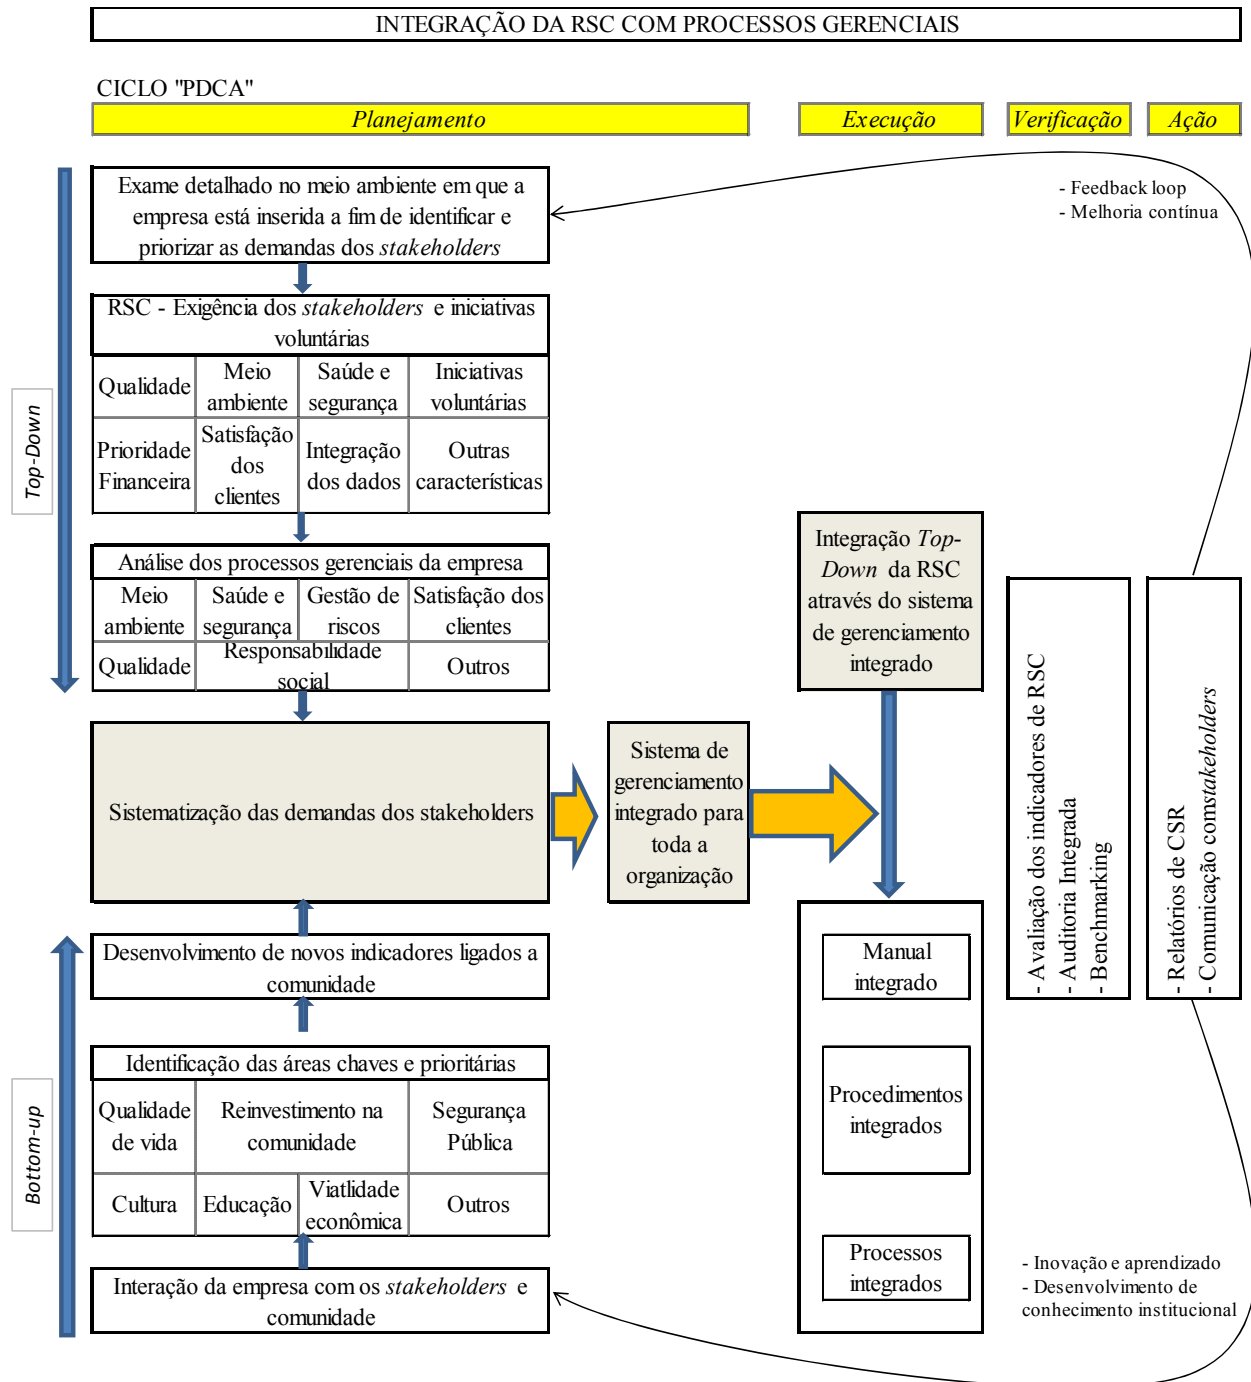 INTEGRAÇÃO DA RSC COM PROCESSOS GERENCIAIS
CICLO "PDCA"
Planejamento
Execução
Verificação
Ação
Top-Down
Exame detalhado no meio ambiente em que a
empresa está inserida a fim de identificar e
priorizar as demandas dos stakeholders
- Feedback loop
- Melhoria contínua
RSC - Exigência dos stakeholders e iniciativas
voluntárias
Qualidade
Meio
ambiente
Saúde e
segurança
Iniciativas
voluntárias
Prioridade
Financeira
Satisfação
dos
clientes
Integração
dos dados
Outras
características
Análise dos processos gerenciais da empresa
Meio
ambiente
Saúde e
segurança
Gestão de
riscos
Satisfação dos
clientes
Qualidade
Responsabilidade
social
Outros
Sistematização das demandas dos stakeholders
Sistema de
gerenciamento
integrado para
toda a
organização
Integração Top-
Down da RSC
através do sistema
de gerenciamento
integrado
- Avaliação dos indicadores de RSC
- Auditoria Integrada
- Benchmarking
- Relatórios de CSR
- Comunicação comstakeholders
Bottom-up
Desenvolvimento de novos indicadores ligados a
comunidade
Identificação das áreas chaves e prioritárias
Qualidade
de vida
Reinvestimento na
comunidade
Segurança
Pública
Cultura
Educação
Viatlidade
econômica
Outros
Interação da empresa com os stakeholders e
comunidade
Manual
integrado
Procedimentos
integrados
Processos
integrados
- Inovação e aprendizado
- Desenvolvimento de
conhecimento institucional